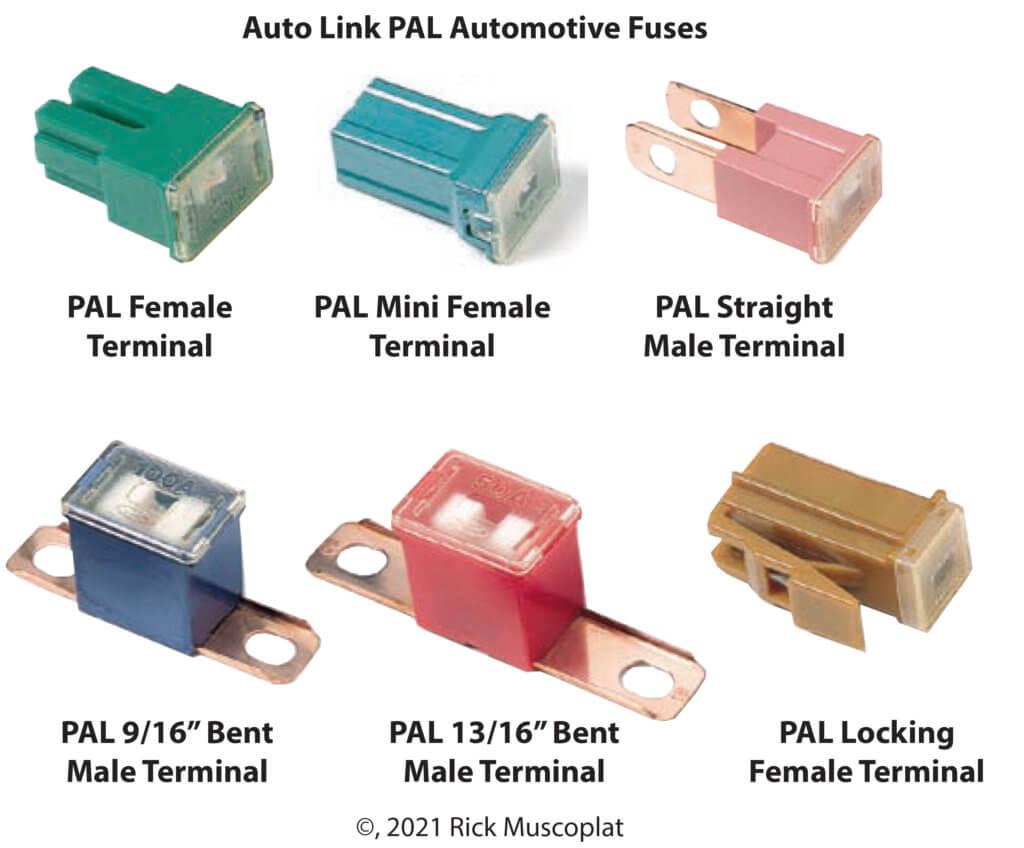 Auto Link PAL Automotive Fuses
PAL Female
Terminal
PAL Mini Female
Terminal
PAL Straight
Male Terminal
100A
50A
PAL 9/16” Bent
Male Terminal
PAL 13/16” Bent
Male Terminal
PAL Locking
Female Terminal
©, 2021 Rick Muscoplat